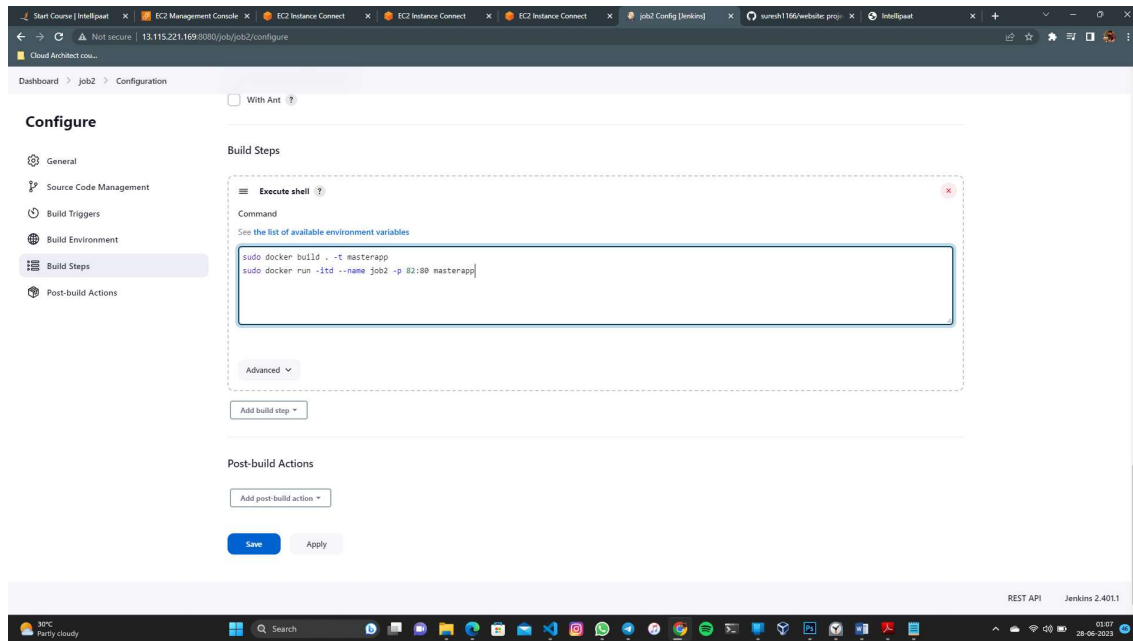 Start Course | Intellipaat
EC2 Management Console
EC2 Instance Connect
EC2 Instance Connect
EC2 Instance Connect
job2 Config [Jenkins]
suresh1166/website: proje
Intellipaat
Not secure | 13.115.221.169:8080/job/job2/configure
Cloud Architect cou...
Dashboard > job2 > Configuration
With Ant ?
Configure
General
Source Code Management
Build Triggers
Build Environment
Build Steps
Post-build Actions
Build Steps
Execute shell ?
Command
See the list of available environment variables
sudo docker build . -t masterapp
sudo docker run -itd --name job2 -p 82:80 masterapp
Advanced
Add build step
Post-build Actions
Add post-build action
Save Apply
REST API Jenkins 2.401.1
30°C
Partly cloudy
Search
01:07
28-06-2023